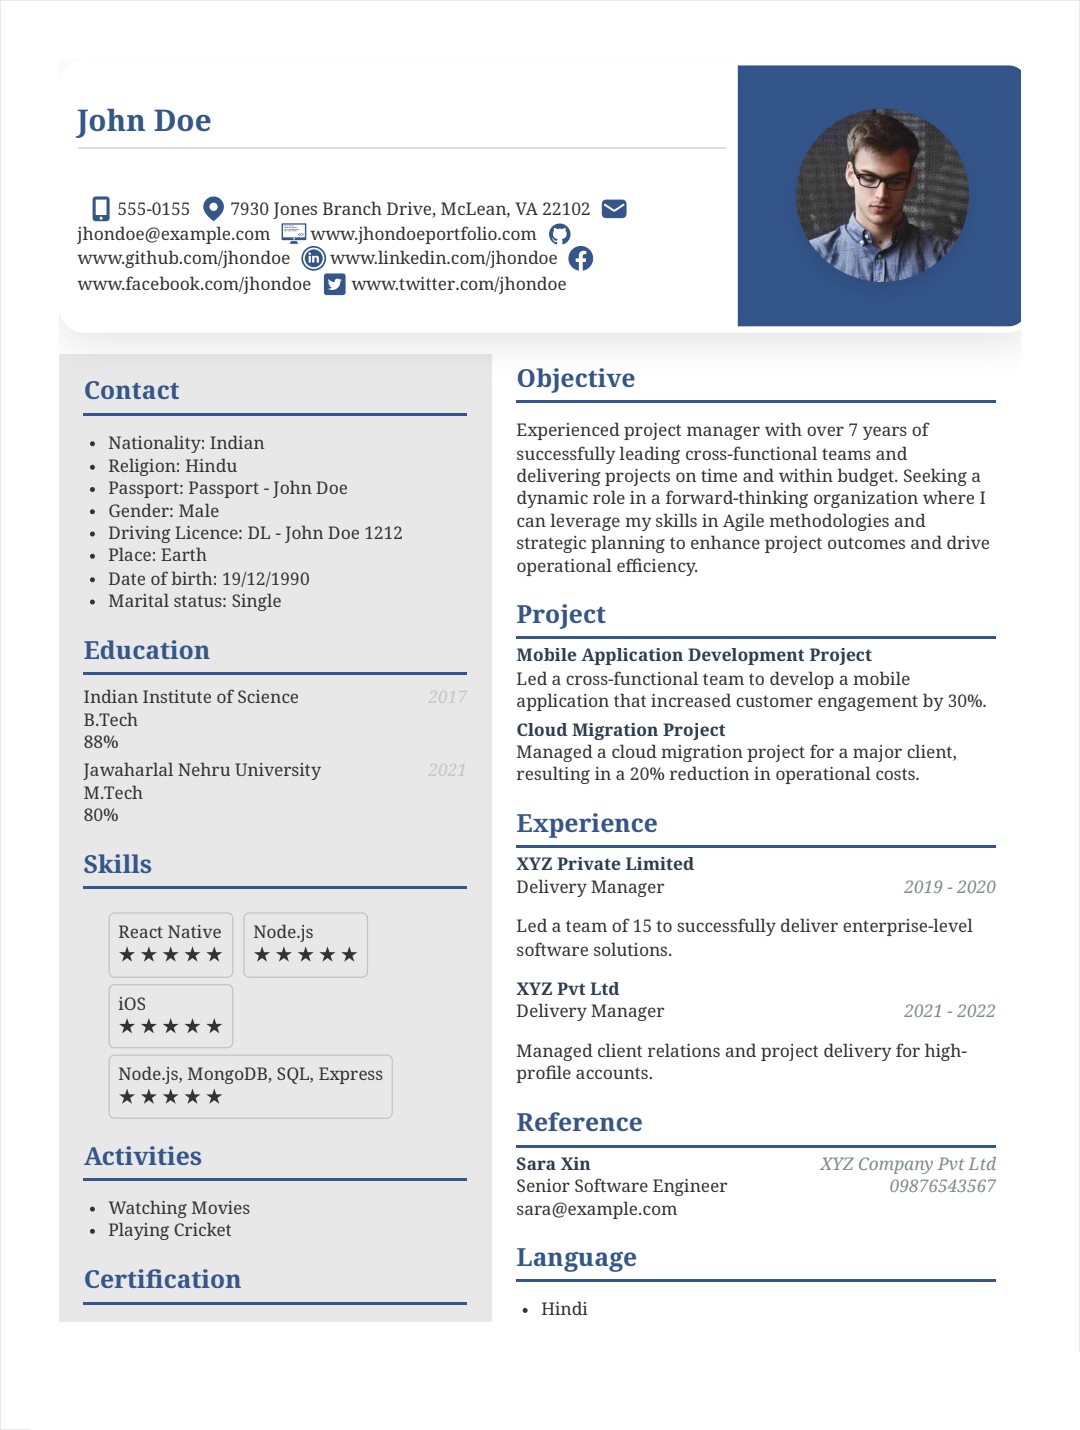 John Doe
555-0155 7930 Jones Branch Drive, McLean, VA 22102
jhondoe@example.com www.jhondoeportfolio.com
www.github.com/jhondoe www.linkedin.com/jhondoe
www.facebook.com/jhondoe www.twitter.com/jhondoe
Contact
• Nationality: Indian
• Religion: Hindu
• Passport: Passport - John Doe
• Gender: Male
• Driving Licence: DL - John Doe 1212
• Place: Earth
• Date of birth: 19/12/1990
• Marital status: Single
Education
Indian Institute of Science 2017
B.Tech
88%
Jawaharlal Nehru University 2021
M.Tech
80%
Skills
React Native Node.js
★ ★ ★ ★ ★ ★ ★ ★ ★ ★
iOS
★ ★ ★ ★ ★
Node.js, MongoDB, SQL, Express
★ ★ ★ ★ ★
Activities
• Watching Movies
• Playing Cricket
Certification
Objective
Experienced project manager with over 7 years of
successfully leading cross-functional teams and
delivering projects on time and within budget. Seeking a
dynamic role in a forward-thinking organization where I
can leverage my skills in Agile methodologies and
strategic planning to enhance project outcomes and drive
operational efficiency.
Project
Mobile Application Development Project
Led a cross-functional team to develop a mobile
application that increased customer engagement by 30%.
Cloud Migration Project
Managed a cloud migration project for a major client,
resulting in a 20% reduction in operational costs.
Experience
XYZ Private Limited
Delivery Manager 2019 - 2020
Led a team of 15 to successfully deliver enterprise-level
software solutions.
XYZ Pvt Ltd
Delivery Manager 2021 - 2022
Managed client relations and project delivery for high-
profile accounts.
Reference
Sara Xin XYZ Company Pvt Ltd
Senior Software Engineer 09876543567
sara@example.com
Language
• Hindi